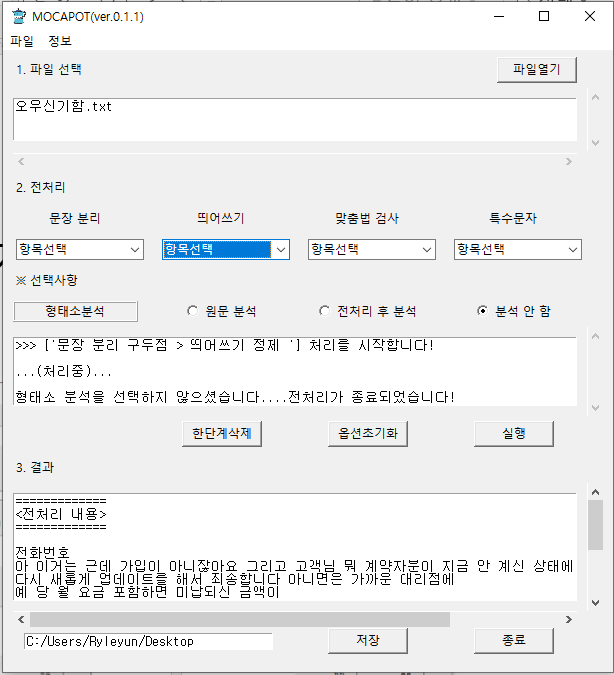 MOCAPOT(ver.0.1.1)
파일 정보
1. 파일 선택 파일열기
오우신기함.txt
2. 전처리
문장 분리 띄어쓰기 맞춤법 검사 특수문자
항목선택 항목선택 항목선택 항목선택
※ 선택사항
형태소분석 원문 분석 전처리 후 분석 분석 안 함
>>> ['문장 분리 구두점 > 띄어쓰기 정제 '] 처리를 시작합니다!
...(처리중)...
형태소 분석을 선택하지 않으셨습니다....전처리가 종료되었습니다!
한단계삭제 옵션초기화 실행
3. 결과
=============
<전처리 내용>
=============
전화번호
아 이거는 근데 가입이 아니잖아요 그리고 고객님 뭐 계약자분이 지금 안 계신 상태에
다시 새롭게 업데이트를 해서 죄송합니다 아니면은 가까운 대리점에
예 당 월 요금 포함하면 미납되신 금액이
C:/Users/Ryleyun/Desktop 저장 종료